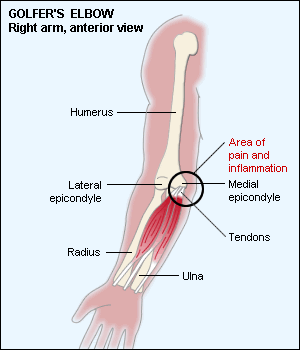 GOLFER'S ELBOW
Right arm, anterior view
Humerus
Area of
pain and
inflammation
Lateral
epicondyle
Medial
epicondyle
Tendons
Radius
Ulna